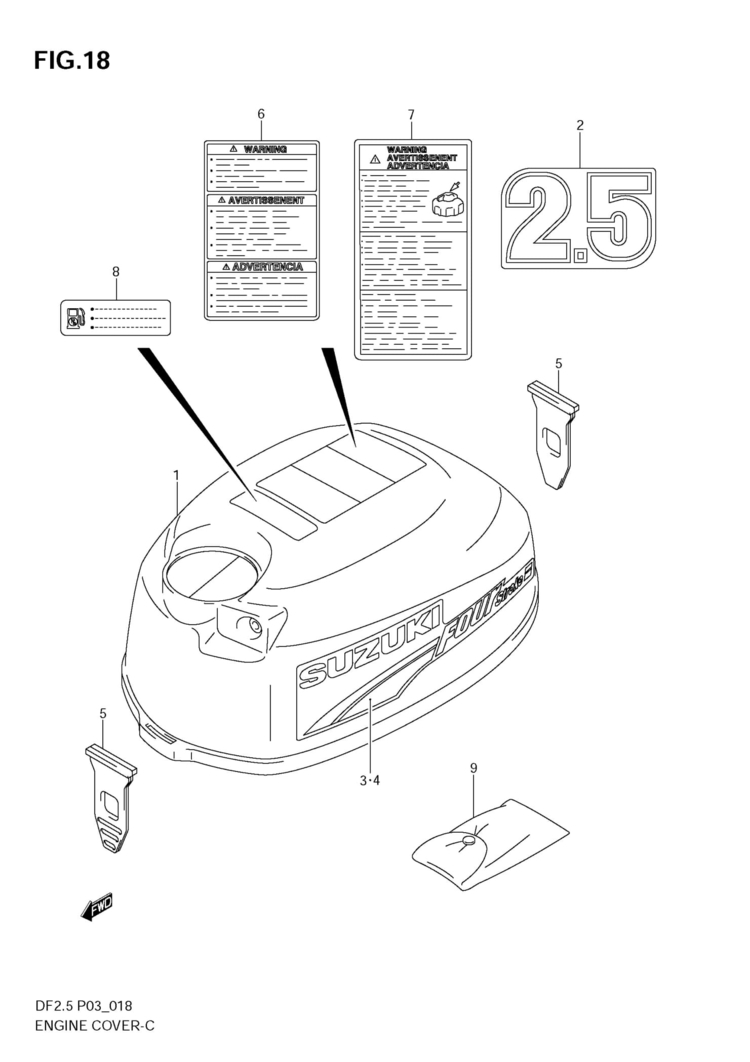 FIG.18
6
7
2
WARNING
AVERTISSEMENT
ADVERTENCIA
WARNING
AVERTISSEMENT
ADVERTENCIA
2.5
8
5
1
SUZUKI
FOUR Stroke
5
3·4
9
FWD
DF2.5 P03_018
ENGINE COVER-C